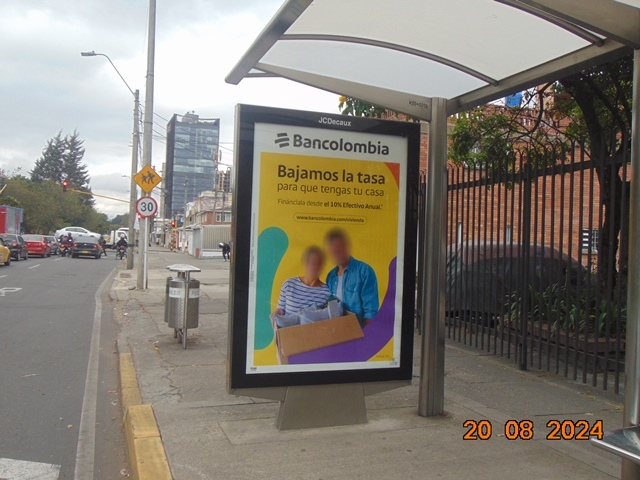 JCDecaux
Bancolombia
Bajamos la tasa
para que tengas tu casa
Fináncialа desde el 10% Efectivo Anual.*
www.bancolombia.com/vivienda
30
20 08 2024